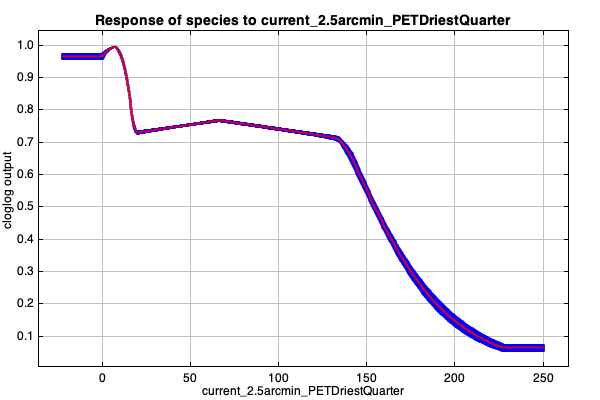 Response of species to current_2.5arcmin_PETDriestQuarter
1.0
0.9
0.8
0.7
0.6
0.5
0.4
0.3
0.2
0.1
cloglog output
0 50 100 150 200 250
current_2.5arcmin_PETDriestQuarter